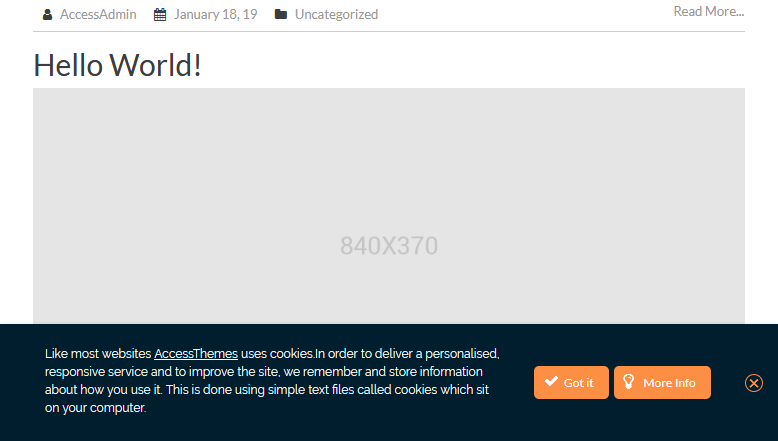 AccessAdmin January 18, 19 Uncategorized Read More...
Hello World!
840X370
Like most websites AccessThemes uses cookies.In order to deliver a personalised,
responsive service and to improve the site, we remember and store information
about how you use it. This is done using simple text files called cookies which sit
on your computer.
Got it More Info